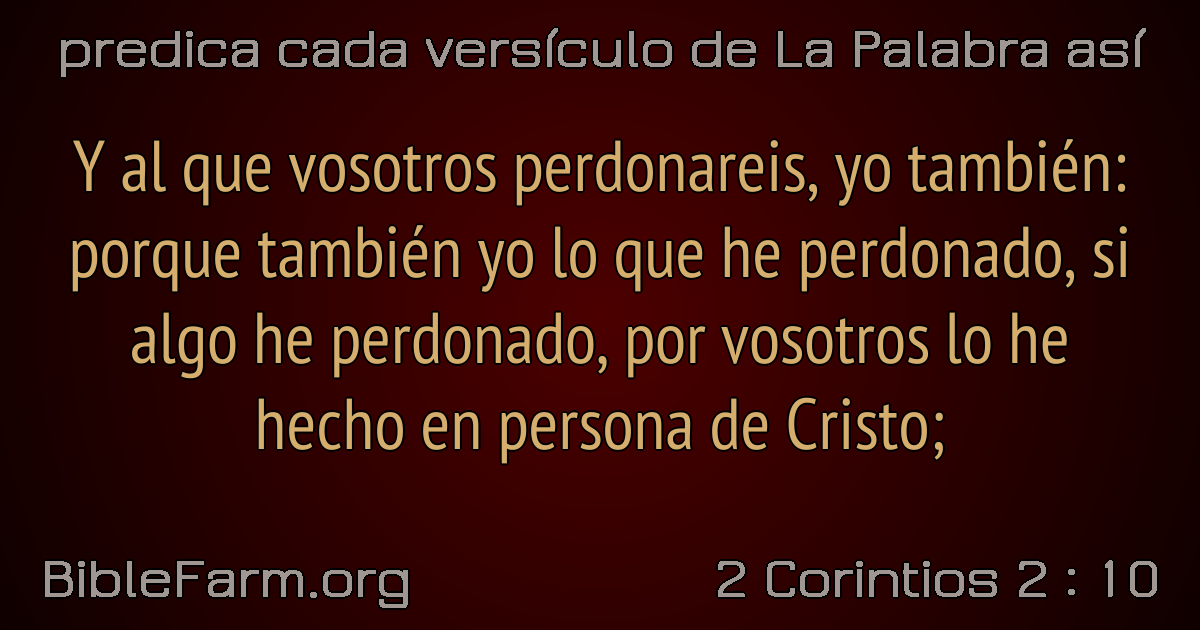 predica cada versículo de La Palabra así
Y al que vosotros perdonareis, yo también:
porque también yo lo que he perdonado, si
algo he perdonado, por vosotros lo he
hecho en persona de Cristo;
BibleFarm.org
2 Corintios 2 : 10